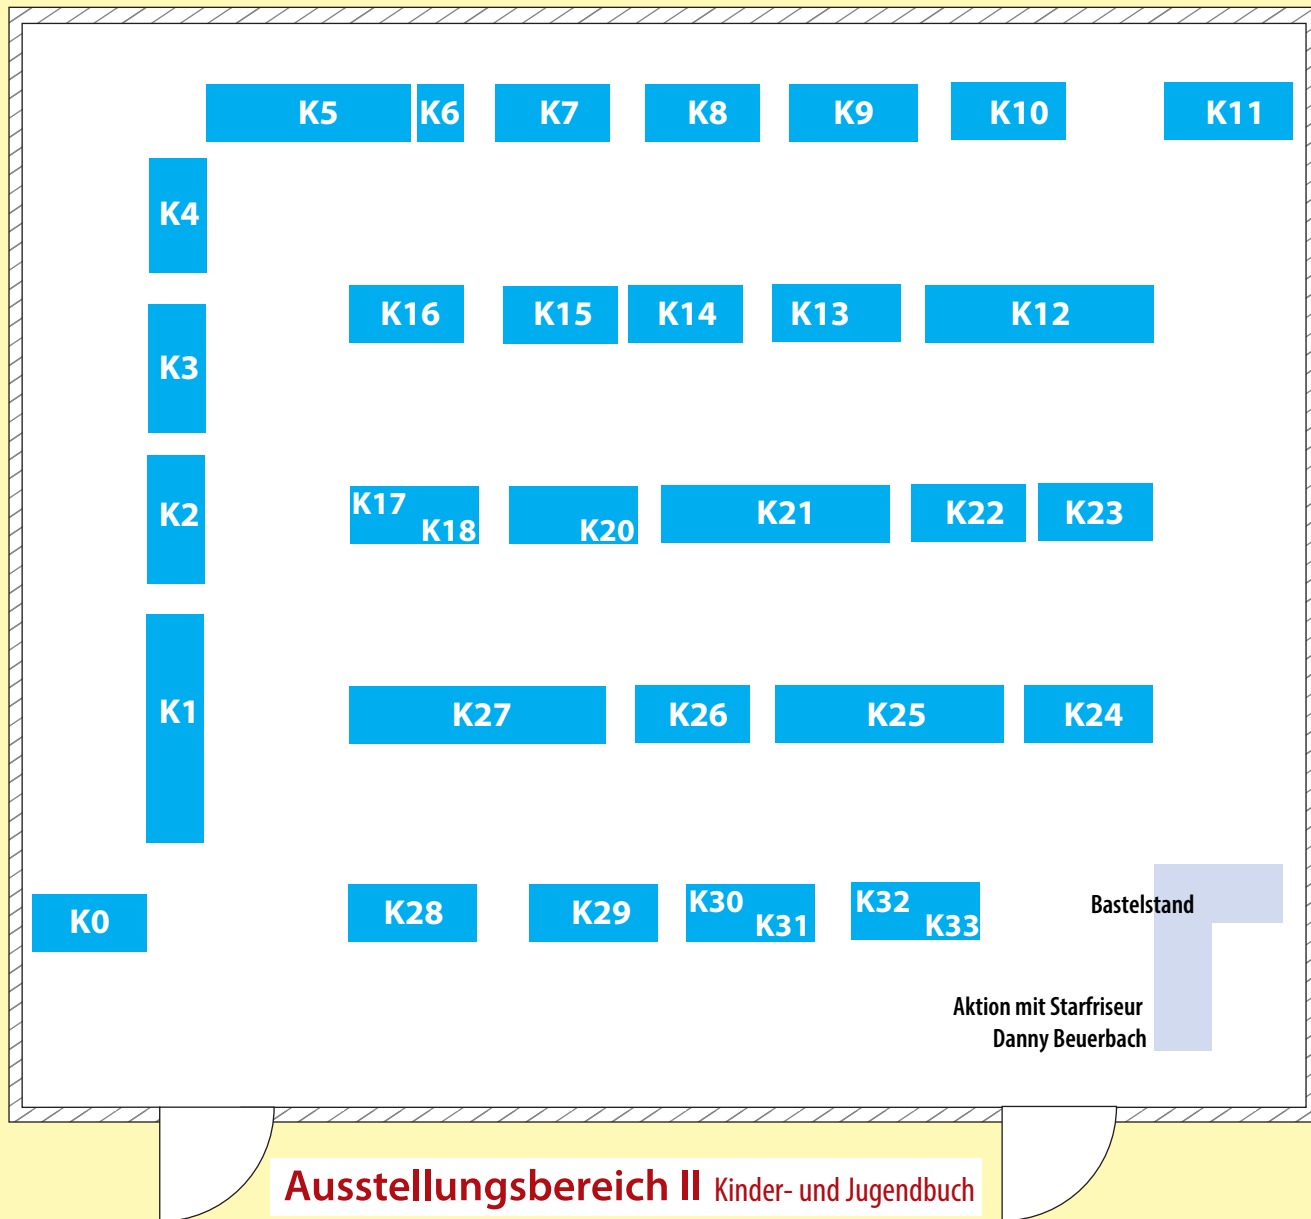 K5 K6 K7 K8 K9 K10 K11
K4
K16 K15 K14 K13 K12
K3
K17 K18 K20 K21 K22 K23
K2
K1
K27 K26 K25 K24
K0
K28 K29 K30 K31 K32 K33
Bastelstand
Aktion mit Starfriseur
Danny Beuerbach
Ausstellungsbereich II Kinder- und Jugendbuch